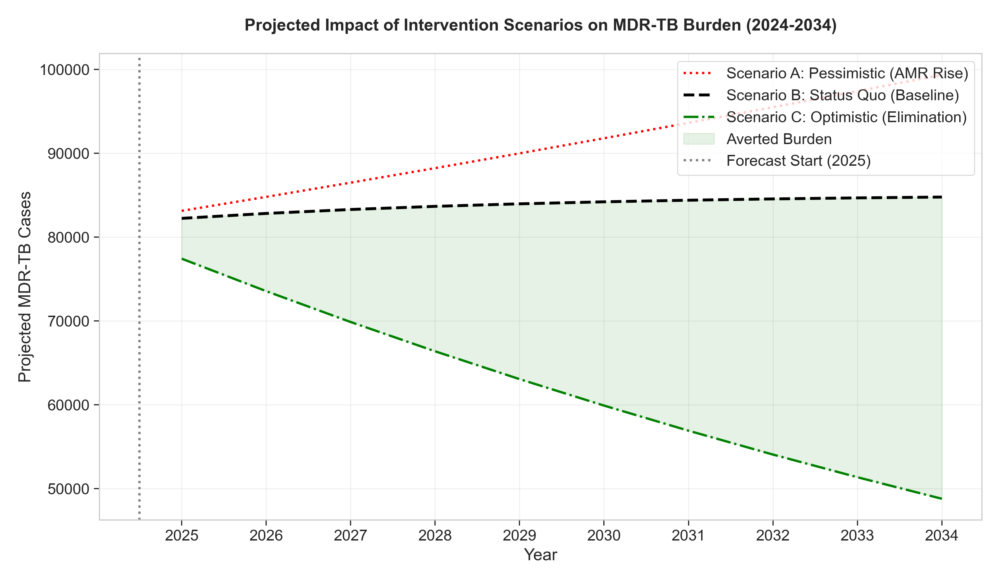 Projected Impact of Intervention Scenarios on MDR-TB Burden (2024-2034)
Scenario A: Pessimistic (AMR Rise)
Scenario B: Status Quo (Baseline)
Scenario C: Optimistic (Elimination)
Averted Burden
Forecast Start (2025)
Projected MDR-TB Cases
100000
90000
80000
70000
60000
50000
2025 2026 2027 2028 2029 2030 2031 2032 2033 2034
Year